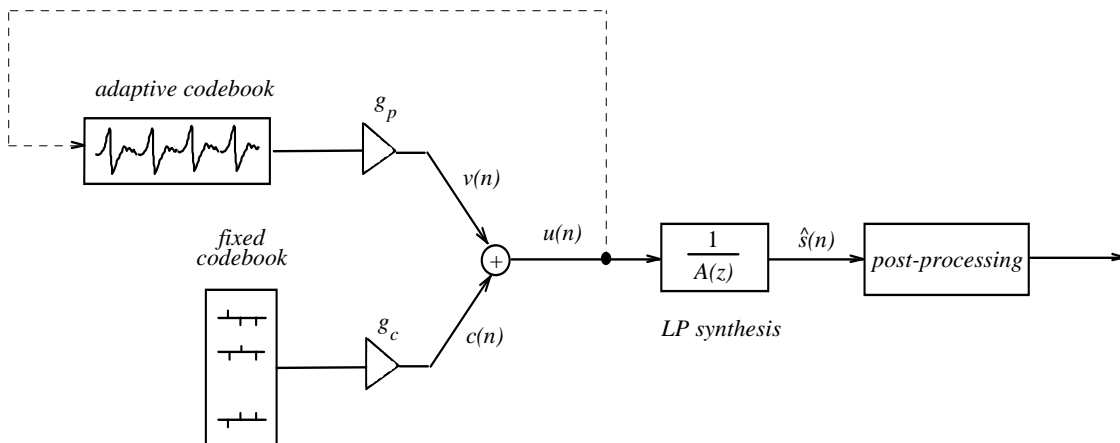 adaptive codebook
g_p
v(n)
fixed
codebook
+
u(n)
1
A(z)
ŝ(n)
post-processing
LP synthesis
g_c
c(n)